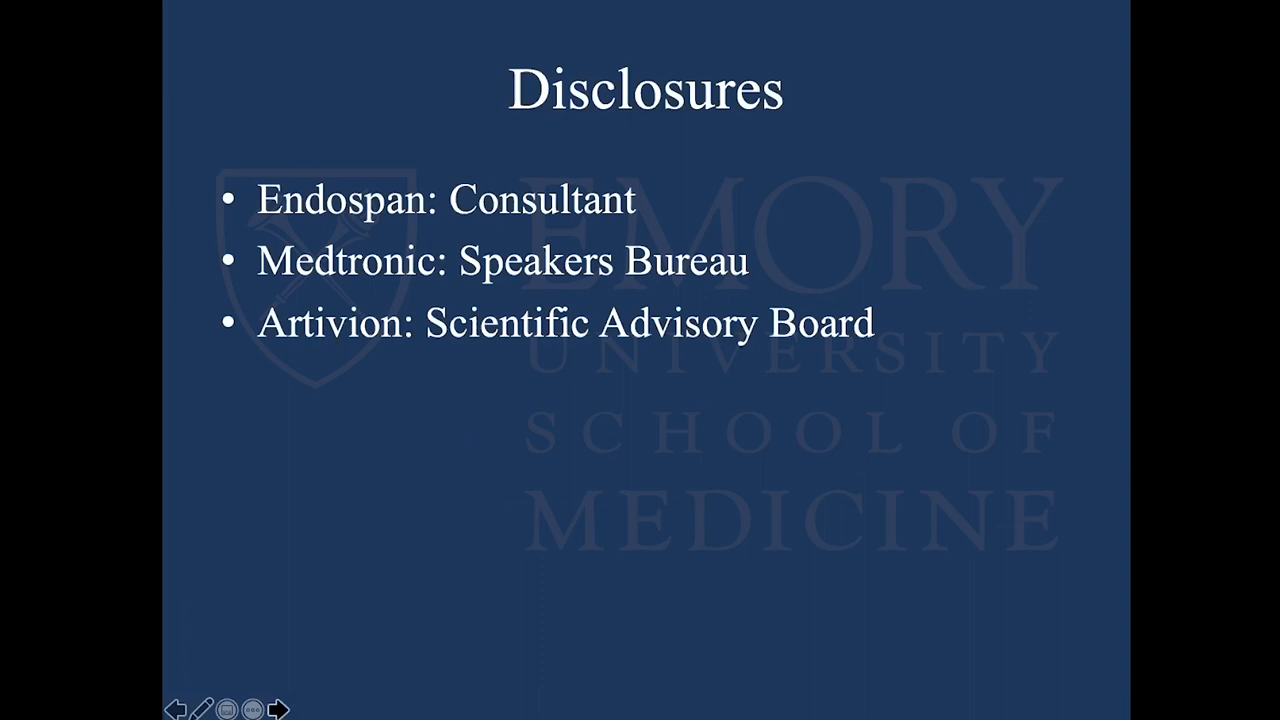 Disclosures
• Endospan: Consultant
• Medtronic: Speakers Bureau
• Artivion: Scientific Advisory Board
EMORY
UNIVERSITY
SCHOOL OF
MEDICINE